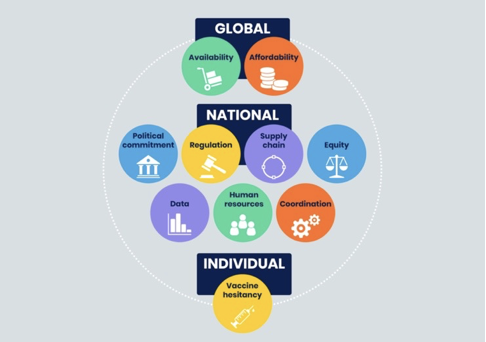 GLOBAL
Availability
Affordability
NATIONAL
Political
commitment
Regulation
Supply
chain
Equity
Data
Human
resources
Coordination
INDIVIDUAL
Vaccine
hesitancy